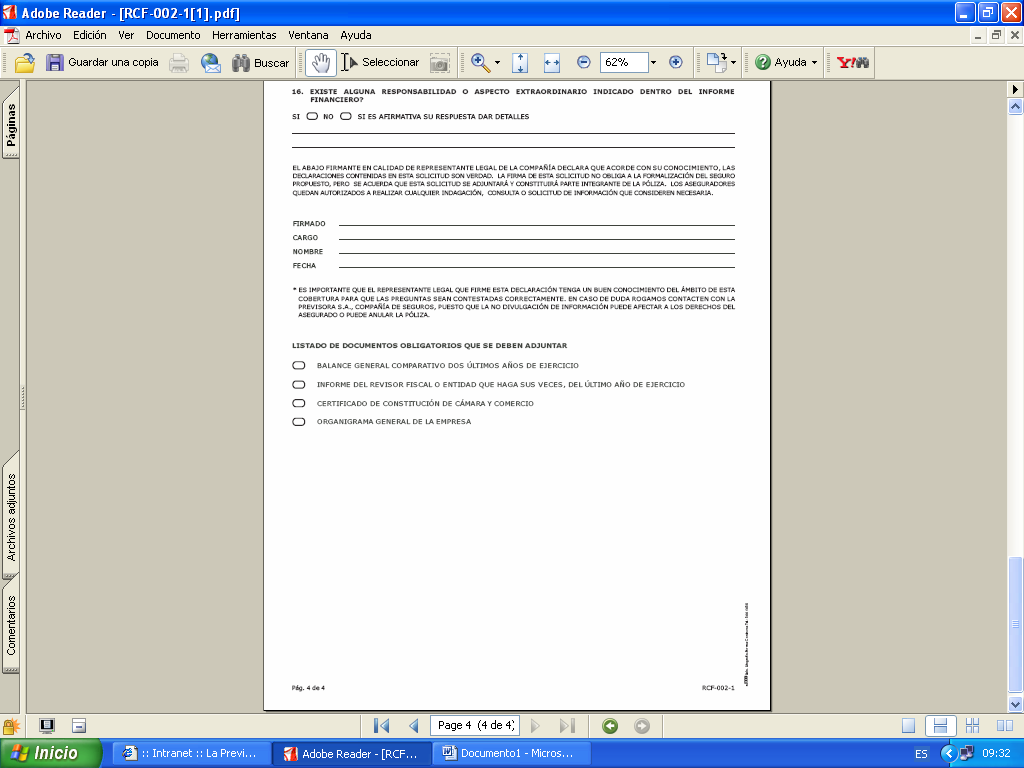 Adobe Reader - [RCF-002-1[1].pdf]
Archivo Edición Ver Documento Herramientas Ventana Ayuda
Guardar una copia Buscar Seleccionar 62% Ayuda Y!
Páginas
Archivos adjuntos
Comentarios
16. EXISTE ALGUNA RESPONSABILIDAD O ASPECTO EXTRAORDINARIO INDICADO DENTRO DEL INFORME
FINANCIERO?
SI NO SI ES AFIRMATIVA SU RESPUESTA DAR DETALLES
EL ABAJO FIRMANTE EN CALIDAD DE REPRESENTANTE LEGAL DE LA COMPAÑÍA DECLARA QUE ACORDE CON SU CONOCIMIENTO, LAS
DECLARACIONES CONTENIDAS EN ESTA SOLICITUD SON VERDAD. LA FIRMA DE ESTA SOLICITUD NO OBLIGA A LA FORMALIZACIÓN DEL SEGURO
PROPUESTO, PERO SE ACUERDA QUE ESTA SOLICITUD SE ADJUNTARÁ Y CONSTITUIRÁ PARTE INTEGRANTE DE LA PÓLIZA. LOS ASEGURADORES
QUEDAN AUTORIZADOS A REALIZAR CUALQUIER INDAGACIÓN, CONSULTA O SOLICITUD DE INFORMACIÓN QUE CONSIDEREN NECESARIA.
FIRMADO
CARGO
NOMBRE
FECHA
* ES IMPORTANTE QUE EL REPRESENTANTE LEGAL QUE FIRME ESTA DECLARACIÓN TENGA UN BUEN CONOCIMIENTO DEL ÁMBITO DE ESTA
COBERTURA PARA QUE LAS PREGUNTAS SEAN CONTESTADAS CORRECTAMENTE. EN CASO DE DUDA ROGAMOS CONTACTEN CON LA
PREVISORA S.A., COMPAÑÍA DE SEGUROS, PUESTO QUE LA NO DIVULGACIÓN DE INFORMACIÓN PUEDE AFECTAR A LOS DERECHOS DEL
ASEGURADO O PUEDE ANULAR LA PÓLIZA.
LISTADO DE DOCUMENTOS OBLIGATORIOS QUE SE DEBEN ADJUNTAR
BALANCE GENERAL COMPARATIVO DOS ÚLTIMOS AÑOS DE EJERCICIO
INFORME DEL REVISOR FISCAL O ENTIDAD QUE HAGA SUS VECES, DEL ÚLTIMO AÑO DE EJERCICIO
CERTIFICADO DE CONSTITUCIÓN DE CÁMARA Y COMERCIO
ORGANIGRAMA GENERAL DE LA EMPRESA
Pág. 4 de 4 RCF-002-1
Page 4 (4 de 4)
Inicio :: Intranet :: La Previ... Adobe Reader - [RCF... Documento1 - Micros... ES 09:32